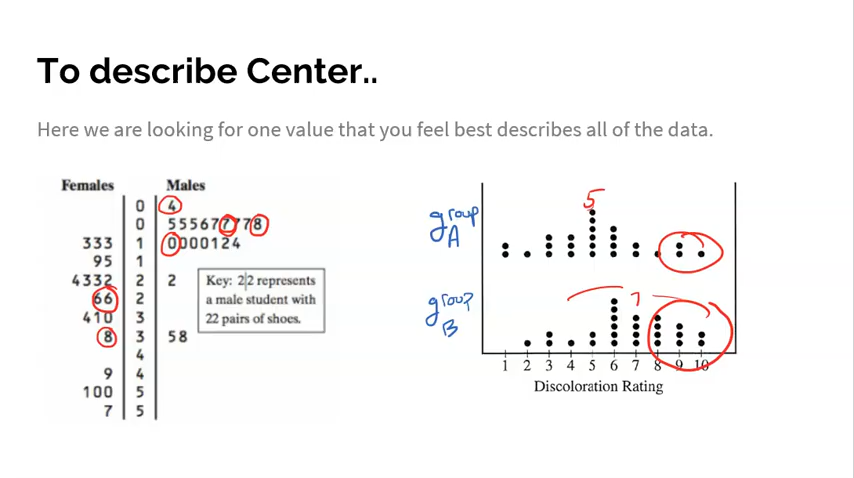 To describe Center..
Here we are looking for one value that you feel best describes all of the data.
Females Males
0 4
0 555677778
333 1 0000124
95 1
4332 2 2
66 2
410 3
8 3 58
4
9 4
100 5
7 5
Key: 2|2 represents
a male student with
22 pairs of shoes.
group
A
5
group
B
7
1 2 3 4 5 6 7 8 9 10
Discoloration Rating